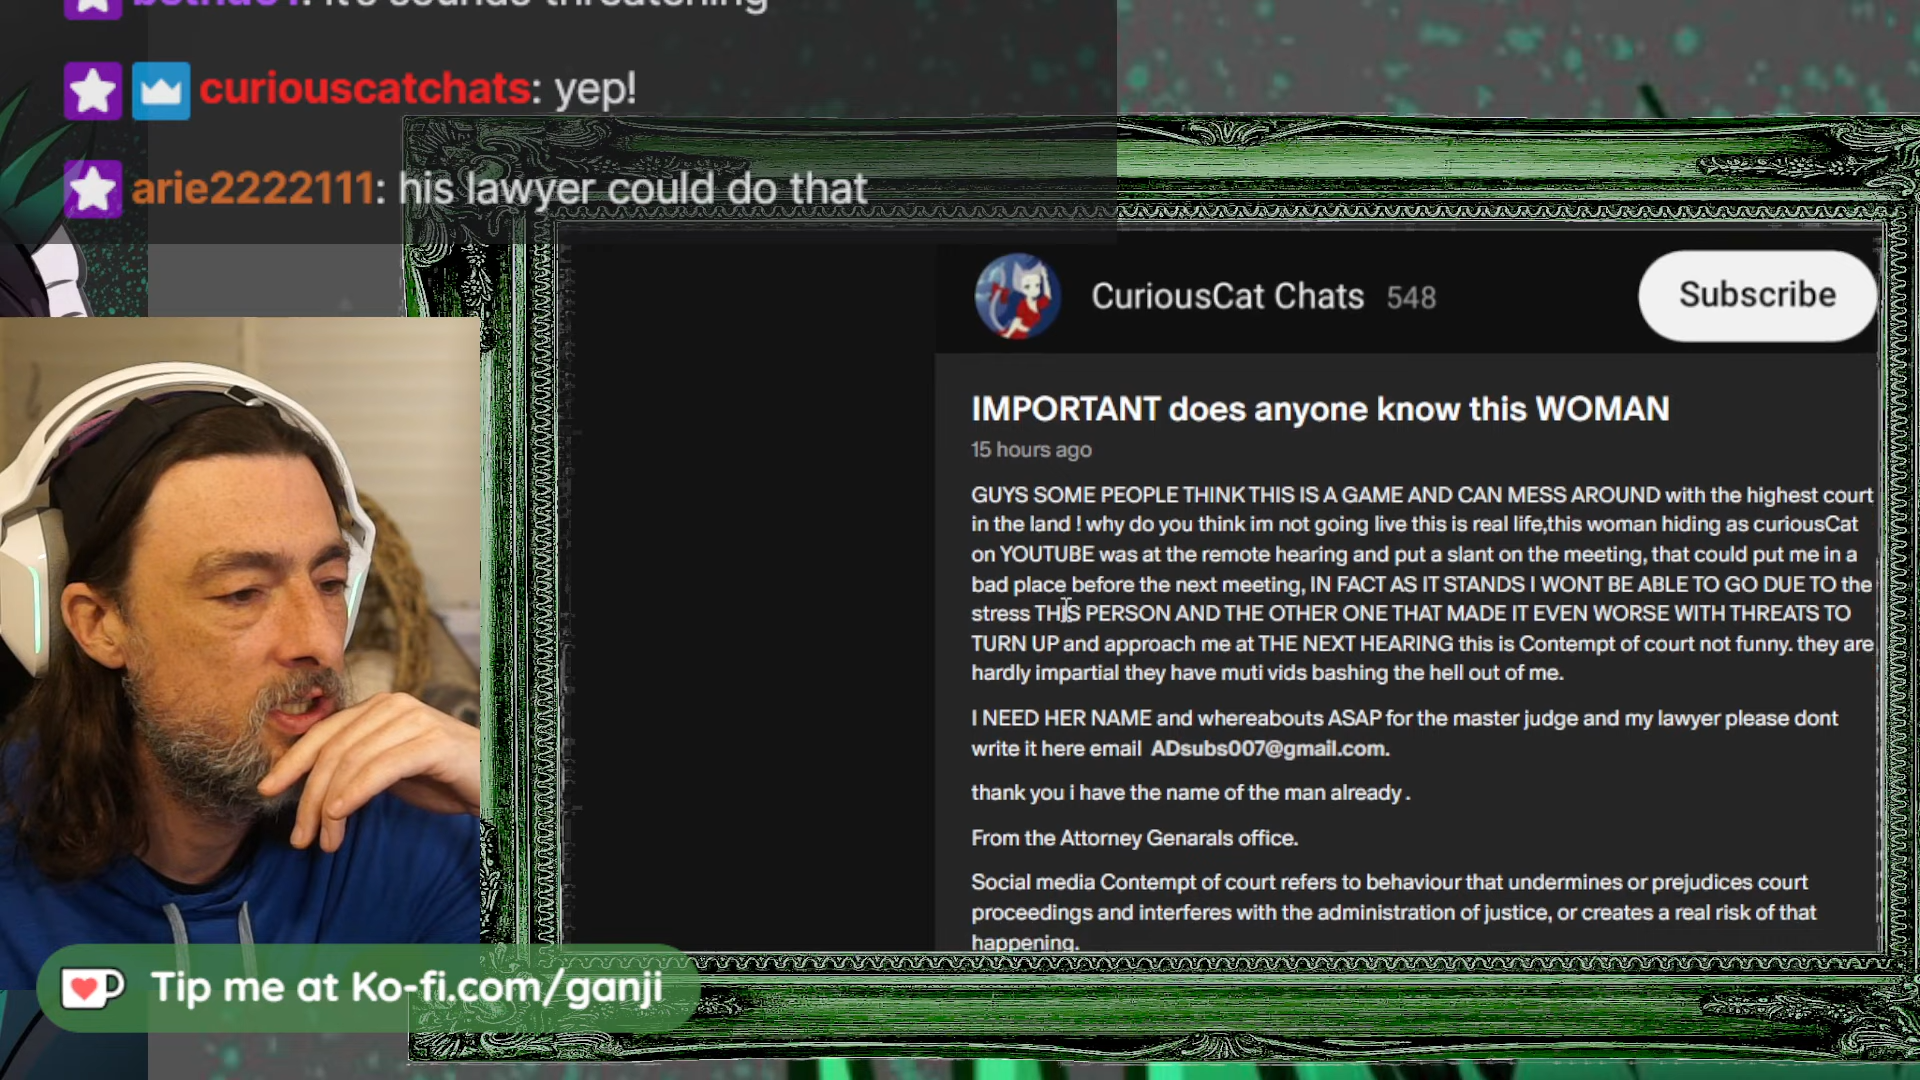 it's sounds threatening
curiouscatchats: yep!
arie2222111: his lawyer could do that
CuriousCat Chats 548
Subscribe
IMPORTANT does anyone know this WOMAN
15 hours ago
GUYS SOME PEOPLE THINK THIS IS A GAME AND CAN MESS AROUND with the highest court
in the land ! why do you think im not going live this is real life,this woman hiding as curiousCat
on YOUTUBE was at the remote hearing and put a slant on the meeting, that could put me in a
bad place before the next meeting, IN FACT AS IT STANDS I WONT BE ABLE TO GO DUE TO the
stress THIS PERSON AND THE OTHER ONE THAT MADE IT EVEN WORSE WITH THREATS TO
TURN UP and approach me at THE NEXT HEARING this is Contempt of court not funny. they are
hardly impartial they have muti vids bashing the hell out of me.
I NEED HER NAME and whereabouts ASAP for the master judge and my lawyer please dont
write it here email ADsubs007@gmail.com.
thank you i have the name of the man already .
From the Attorney Genarals office.
Social media Contempt of court refers to behaviour that undermines or prejudices court
proceedings and interferes with the administration of justice, or creates a real risk of that
happening.
Tip me at Ko-fi.com/ganji